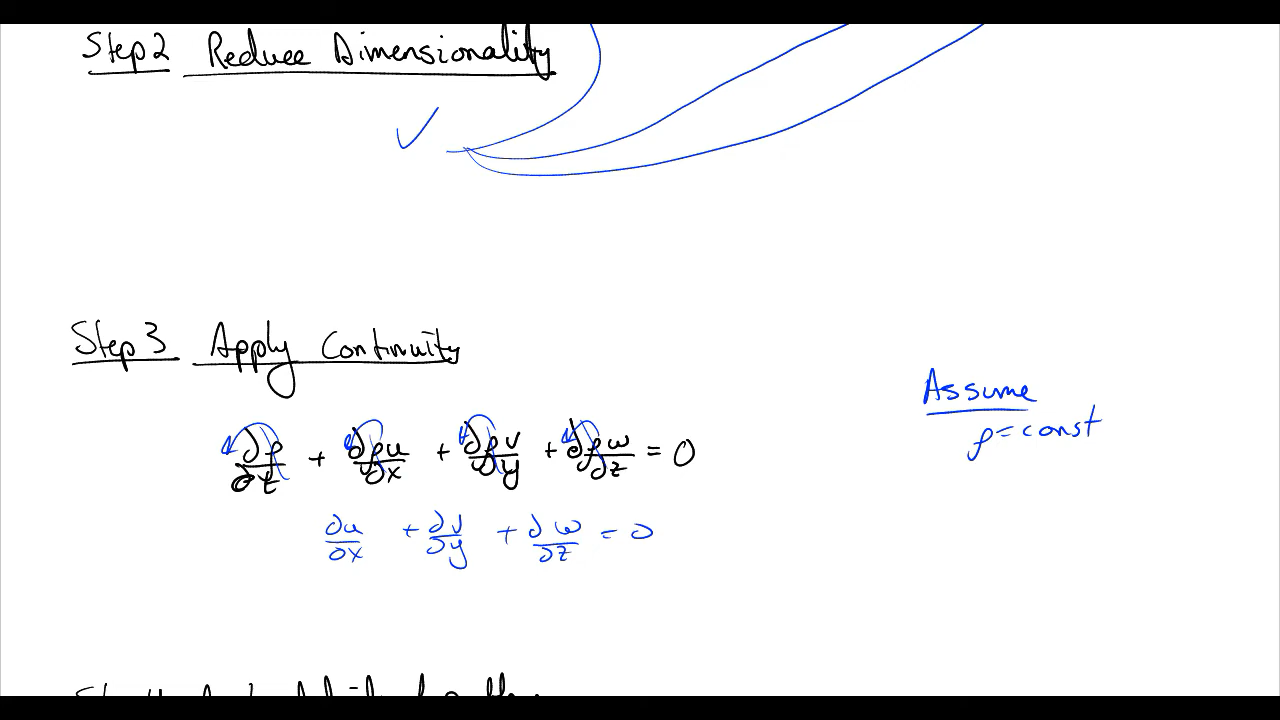 Step 2 Reduce Dimensionality
✓
Step 3 Apply Continuity
Assume
ρ = const
∂ρ/∂t + ∂ρu/∂x + ∂ρv/∂y + ∂ρw/∂z = 0
∂u/∂x + ∂v/∂y + ∂w/∂z = 0